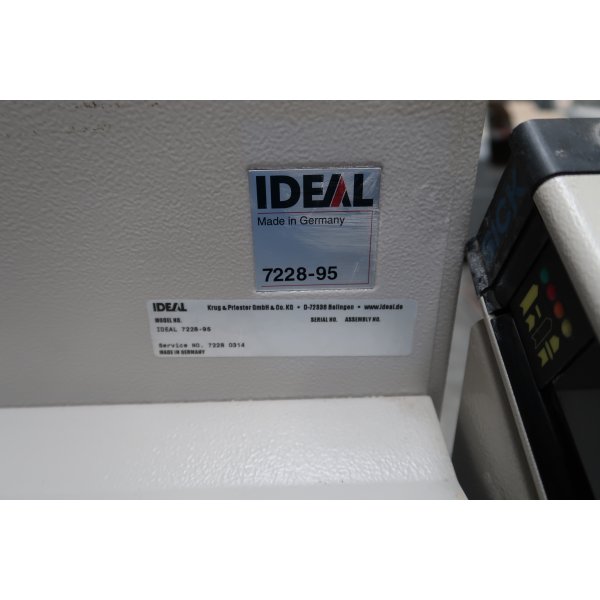 IDEAL
Made in Germany
7228-95
SICK
IDEAL Krug & Priester GmbH & Co. KG • D-72336 Balingen • www.ideal.de
MODEL NO. SERIAL NO. ASSEMBLY NO.
IDEAL 7228-95
Service NO. 7228 0314
MADE IN GERMANY